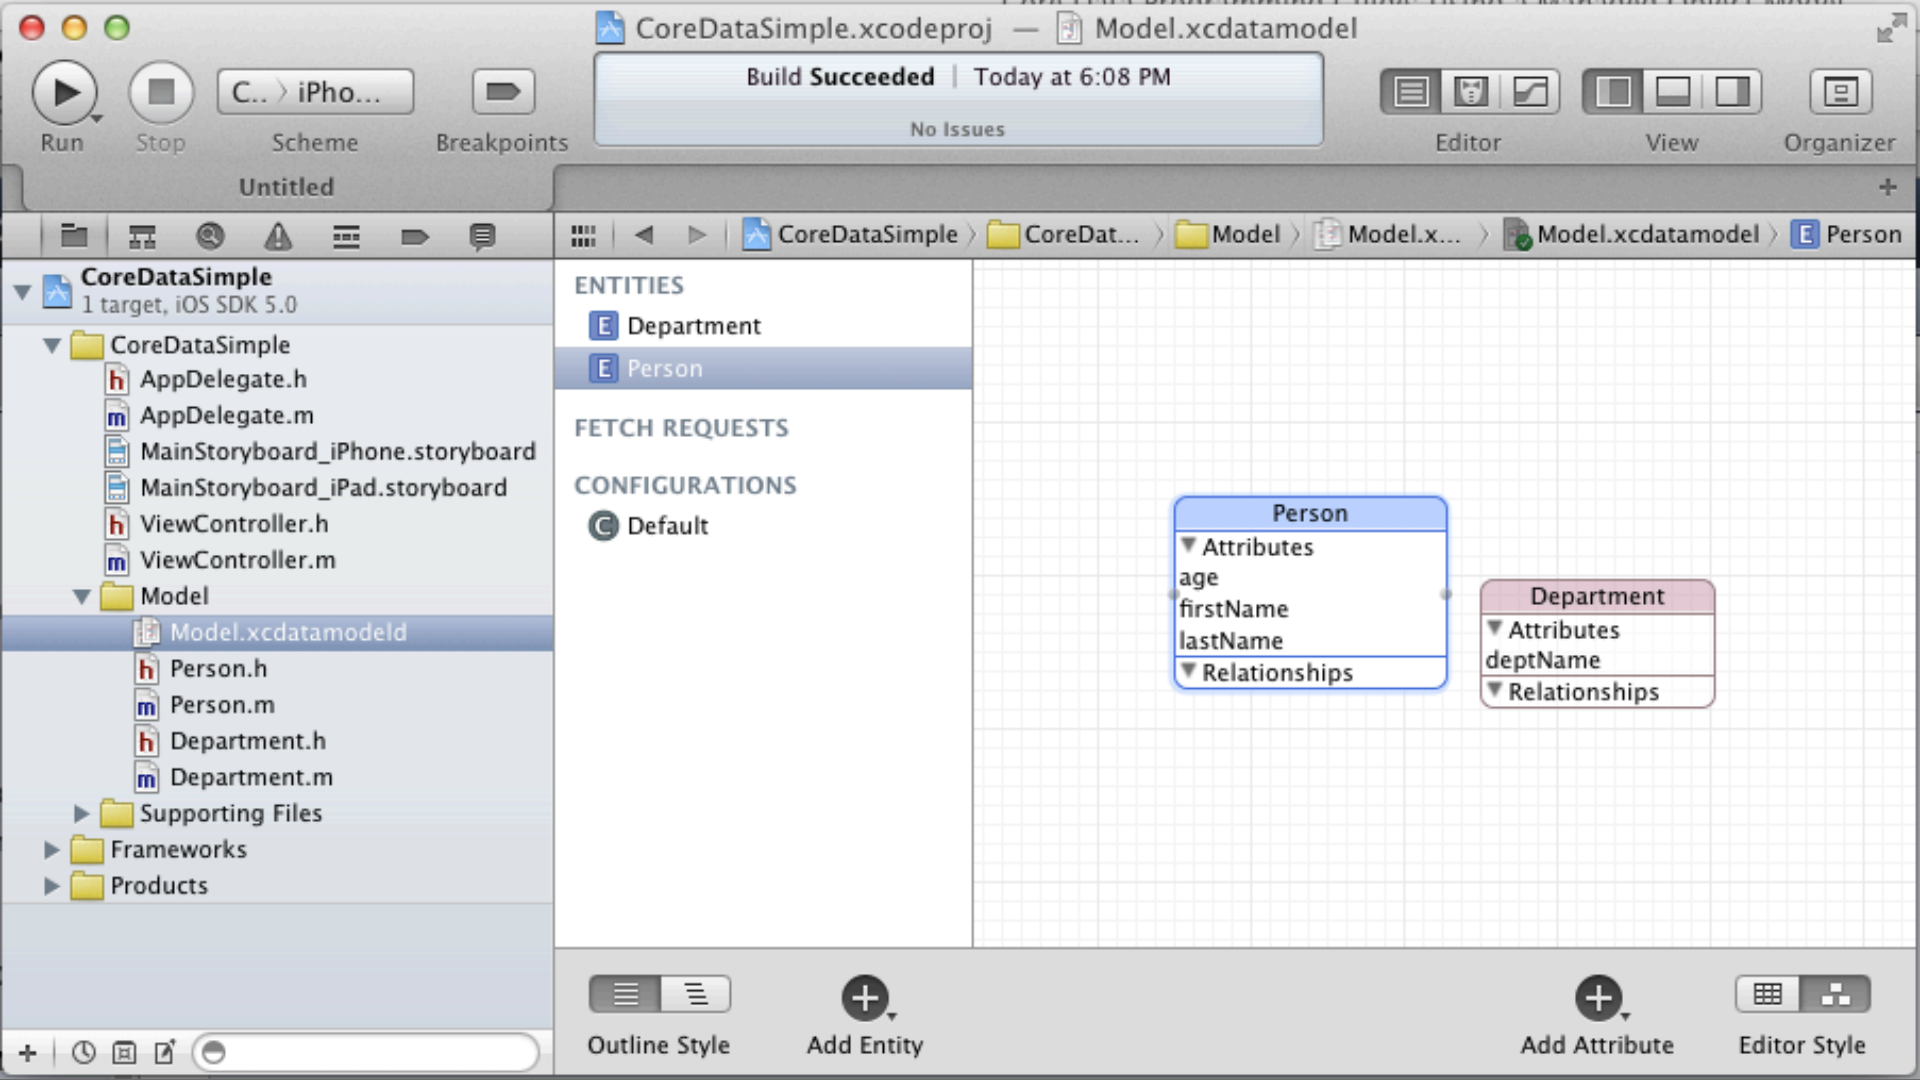 CoreDataSimple.xcodeproj — Model.xcdatamodel
Build Succeeded | Today at 6:08 PM
No Issues
C.. 〉 iPho...
Run
Stop
Scheme
Breakpoints
Editor
View
Organizer
Untitled
CoreDataSimple 〉 CoreDat... 〉 Model 〉 Model.x... 〉 Model.xcdatamodel 〉 E Person
CoreDataSimple
1 target, iOS SDK 5.0
CoreDataSimple
h AppDelegate.h
m AppDelegate.m
MainStoryboard_iPhone.storyboard
MainStoryboard_iPad.storyboard
h ViewController.h
m ViewController.m
Model
Model.xcdatamodeld
h Person.h
m Person.m
h Department.h
m Department.m
Supporting Files
Frameworks
Products
ENTITIES
E Department
E Person
FETCH REQUESTS
CONFIGURATIONS
C Default
Person
Attributes
age
firstName
lastName
Relationships
Department
Attributes
deptName
Relationships
Outline Style
Add Entity
Add Attribute
Editor Style